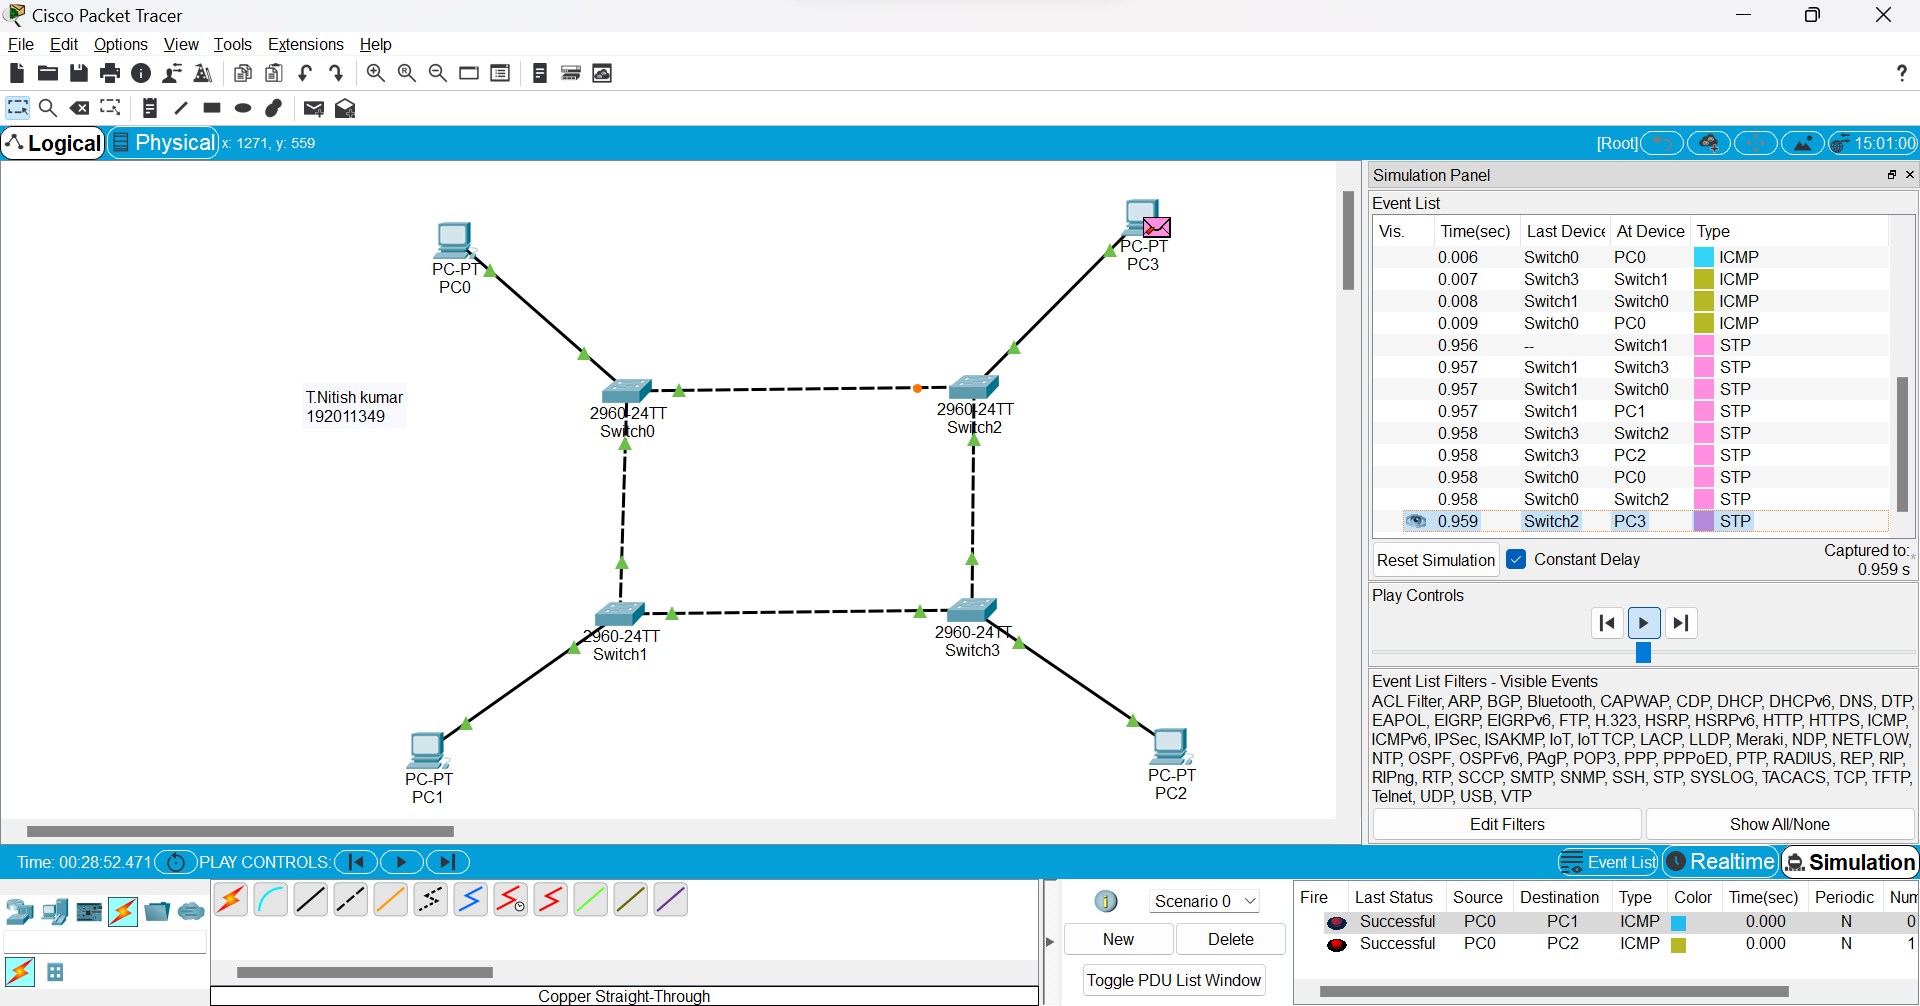 Cisco Packet Tracer
File Edit Options View Tools Extensions Help
?
Logical Physical x: 1271, y: 559 [Root] 15:01:00
PC-PT
PC0
PC-PT
PC3
T.Nitish kumar
192011349
2960-24TT
Switch0
2960-24TT
Switch2
2960-24TT
Switch1
2960-24TT
Switch3
PC-PT
PC1
PC-PT
PC2
Simulation Panel
Event List
Vis. Time(sec) Last Device At Device Type
0.006 Switch0 PC0 ICMP
0.007 Switch3 Switch1 ICMP
0.008 Switch1 Switch0 ICMP
0.009 Switch0 PC0 ICMP
0.956 -- Switch1 STP
0.957 Switch1 Switch3 STP
0.957 Switch1 Switch0 STP
0.957 Switch1 PC1 STP
0.958 Switch3 Switch2 STP
0.958 Switch3 PC2 STP
0.958 Switch0 PC0 STP
0.958 Switch0 Switch2 STP
0.959 Switch2 PC3 STP
Reset Simulation Constant Delay Captured to:*
0.959 s
Play Controls
Event List Filters - Visible Events
ACL Filter, ARP, BGP, Bluetooth, CAPWAP, CDP, DHCP, DHCPv6, DNS, DTP,
EAPOL, EIGRP, EIGRPv6, FTP, H.323, HSRP, HSRPv6, HTTP, HTTPS, ICMP,
ICMPv6, IPSec, ISAKMP, IoT, IoT TCP, LACP, LLDP, Meraki, NDP, NETFLOW,
NTP, OSPF, OSPFv6, PAgP, POP3, PPP, PPPoED, PTP, RADIUS, REP, RIP,
RIPng, RTP, SCCP, SMTP, SNMP, SSH, STP, SYSLOG, TACACS, TCP, TFTP,
Telnet, UDP, USB, VTP
Edit Filters Show All/None
Time: 00:28:52.471 PLAY CONTROLS: Event List Realtime Simulation
Scenario 0
New Delete
Toggle PDU List Window
Fire Last Status Source Destination Type Color Time(sec) Periodic Num
Successful PC0 PC1 ICMP 0.000 N 0
Successful PC0 PC2 ICMP 0.000 N 1
Copper Straight-Through